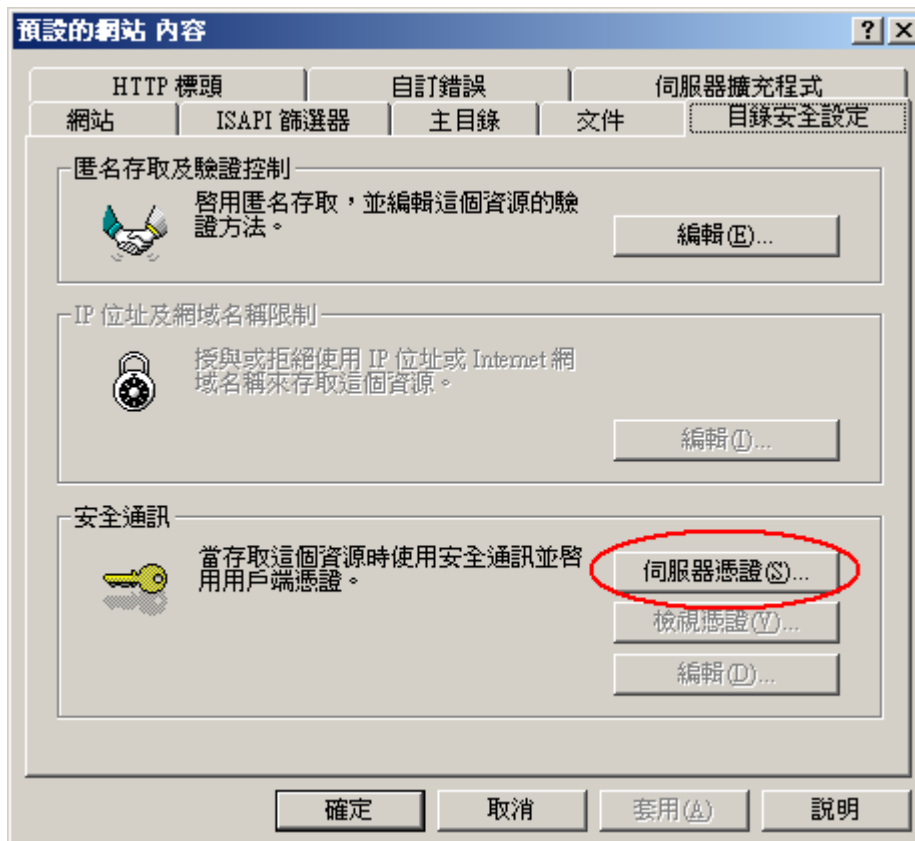 預設的網站 內容
HTTP 標頭
自訂錯誤
伺服器擴充程式
網站
ISAPI 篩選器
主目錄
文件
目錄安全設定
匿名存取及驗證控制
啓用匿名存取，並編輯這個資源的驗
證方法。
編輯(E)...
IP 位址及網域名稱限制
授與或拒絕使用 IP 位址或 Internet 網
域名稱來存取這個資源。
編輯(I)...
安全通訊
當存取這個資源時使用安全通訊並啓
用用戶端憑證。
伺服器憑證(S)...
檢視憑證(V)...
編輯(D)...
確定
取消
套用(A)
說明